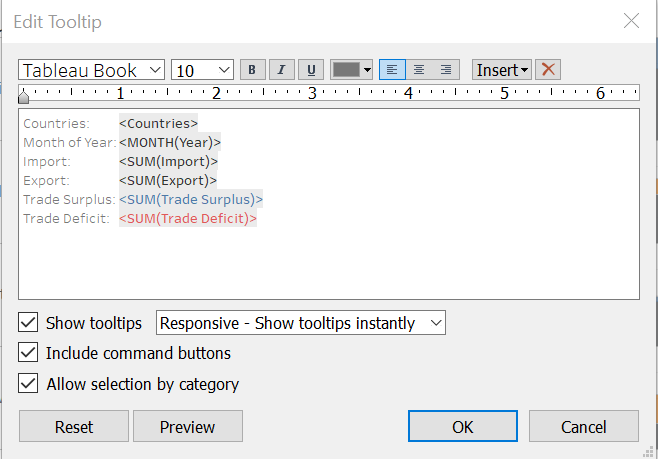 Edit Tooltip
Tableau Book 10 B I U Insert
1 2 3 4 5 6
Countries: <Countries>
Month of Year: <MONTH(Year)>
Import: <SUM(Import)>
Export: <SUM(Export)>
Trade Surplus: <SUM(Trade Surplus)>
Trade Deficit: <SUM(Trade Deficit)>
Show tooltips Responsive - Show tooltips instantly
Include command buttons
Allow selection by category
Reset Preview OK Cancel